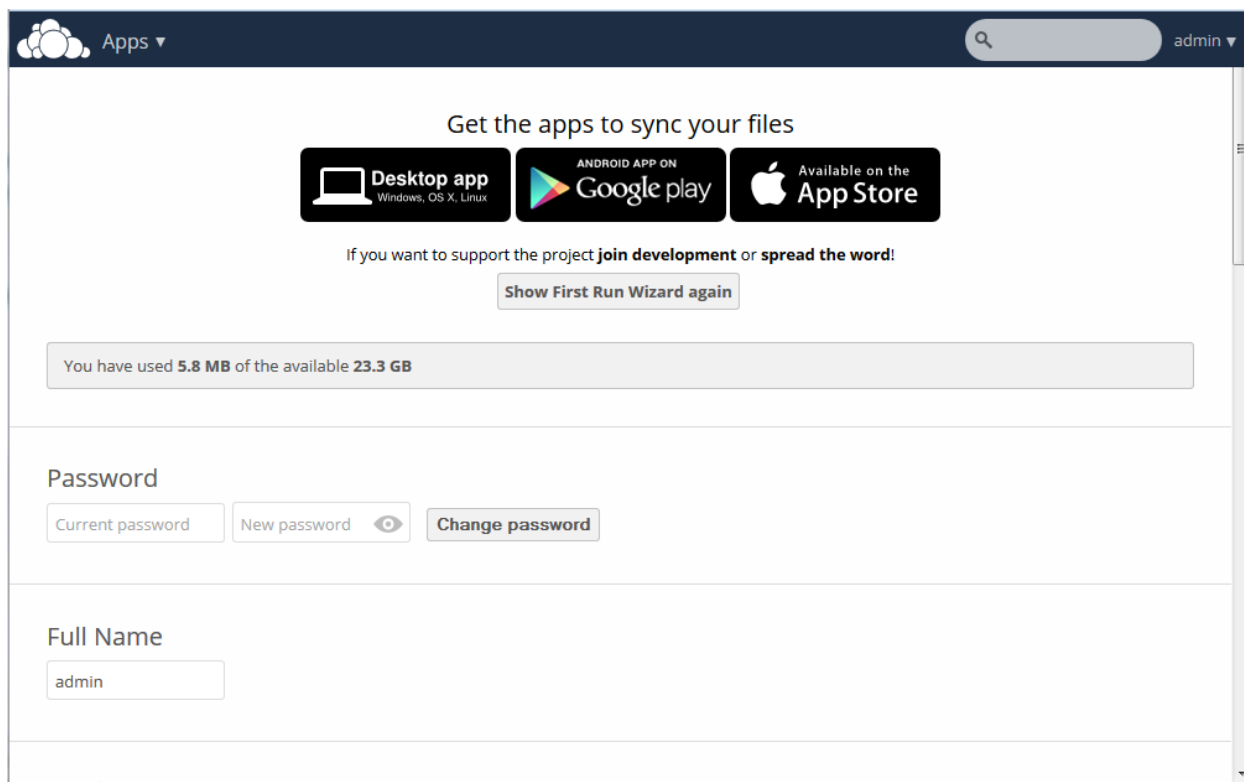 Apps ▾
admin ▾
Get the apps to sync your files
Desktop app
Windows, OS X, Linux
ANDROID APP ON
Google play
Available on the
App Store
If you want to support the project join development or spread the word!
Show First Run Wizard again
You have used 5.8 MB of the available 23.3 GB
Password
Current password New password Change password
Full Name
admin